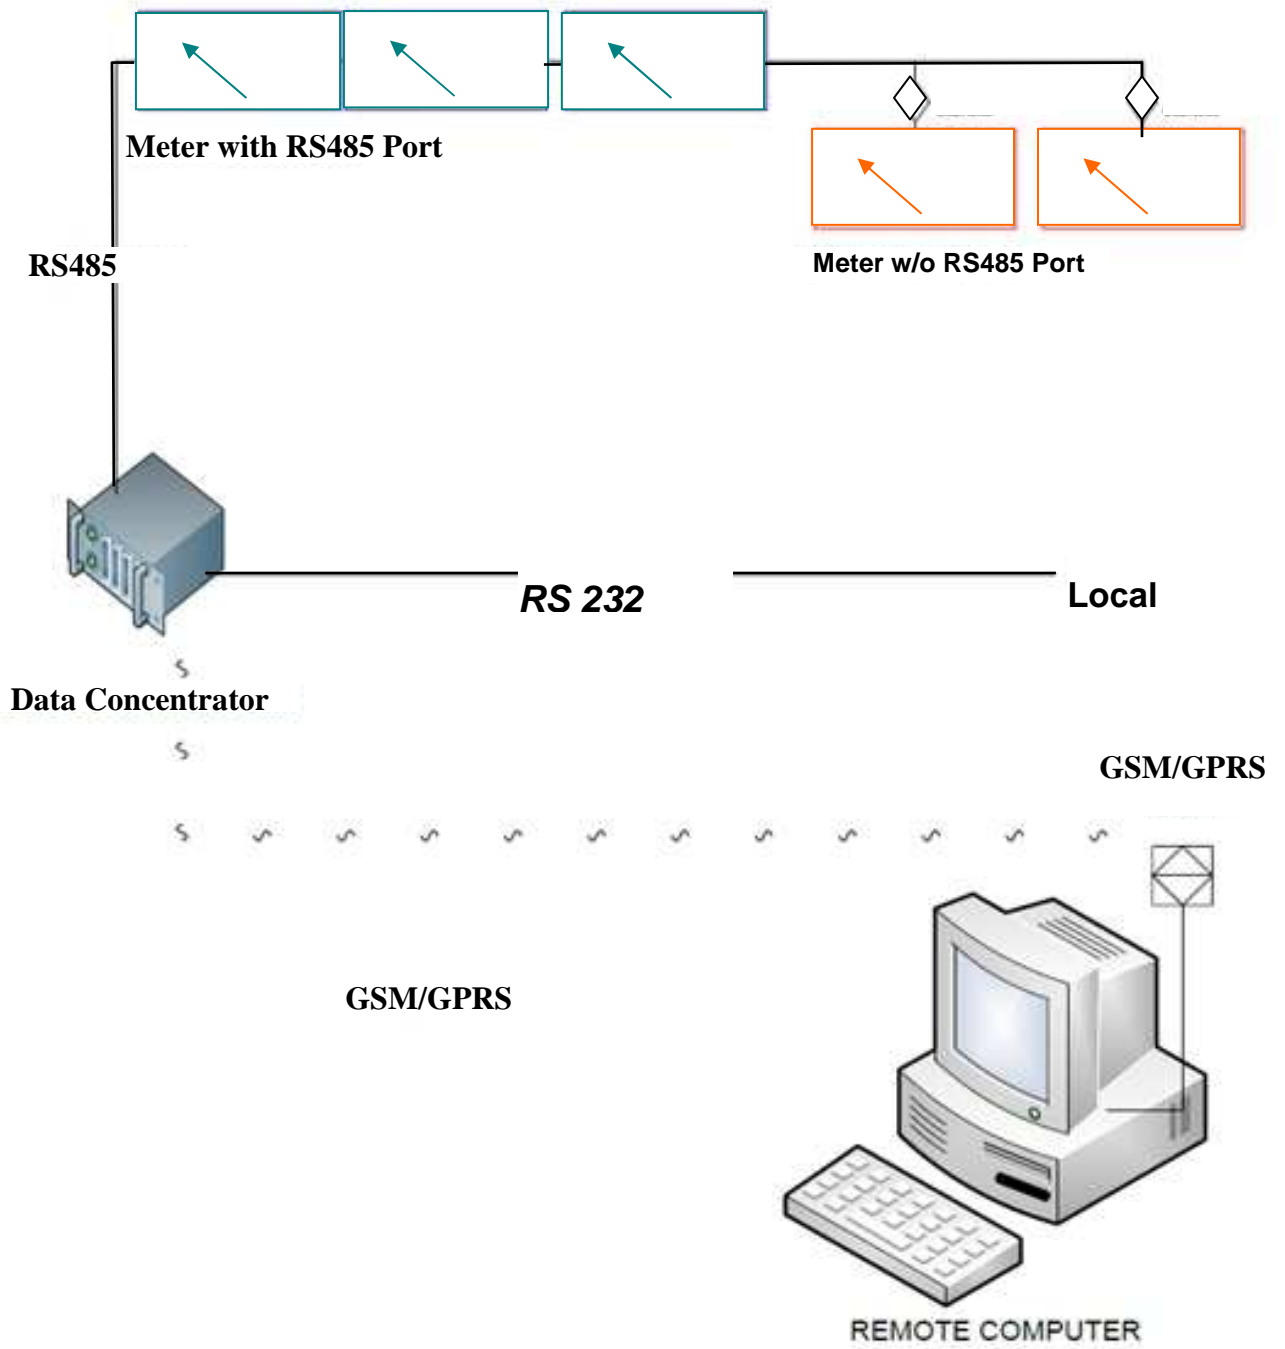 Meter with RS485 Port
RS485
Meter w/o RS485 Port
RS 232
Local
Data Concentrator
GSM/GPRS
GSM/GPRS
REMOTE COMPUTER